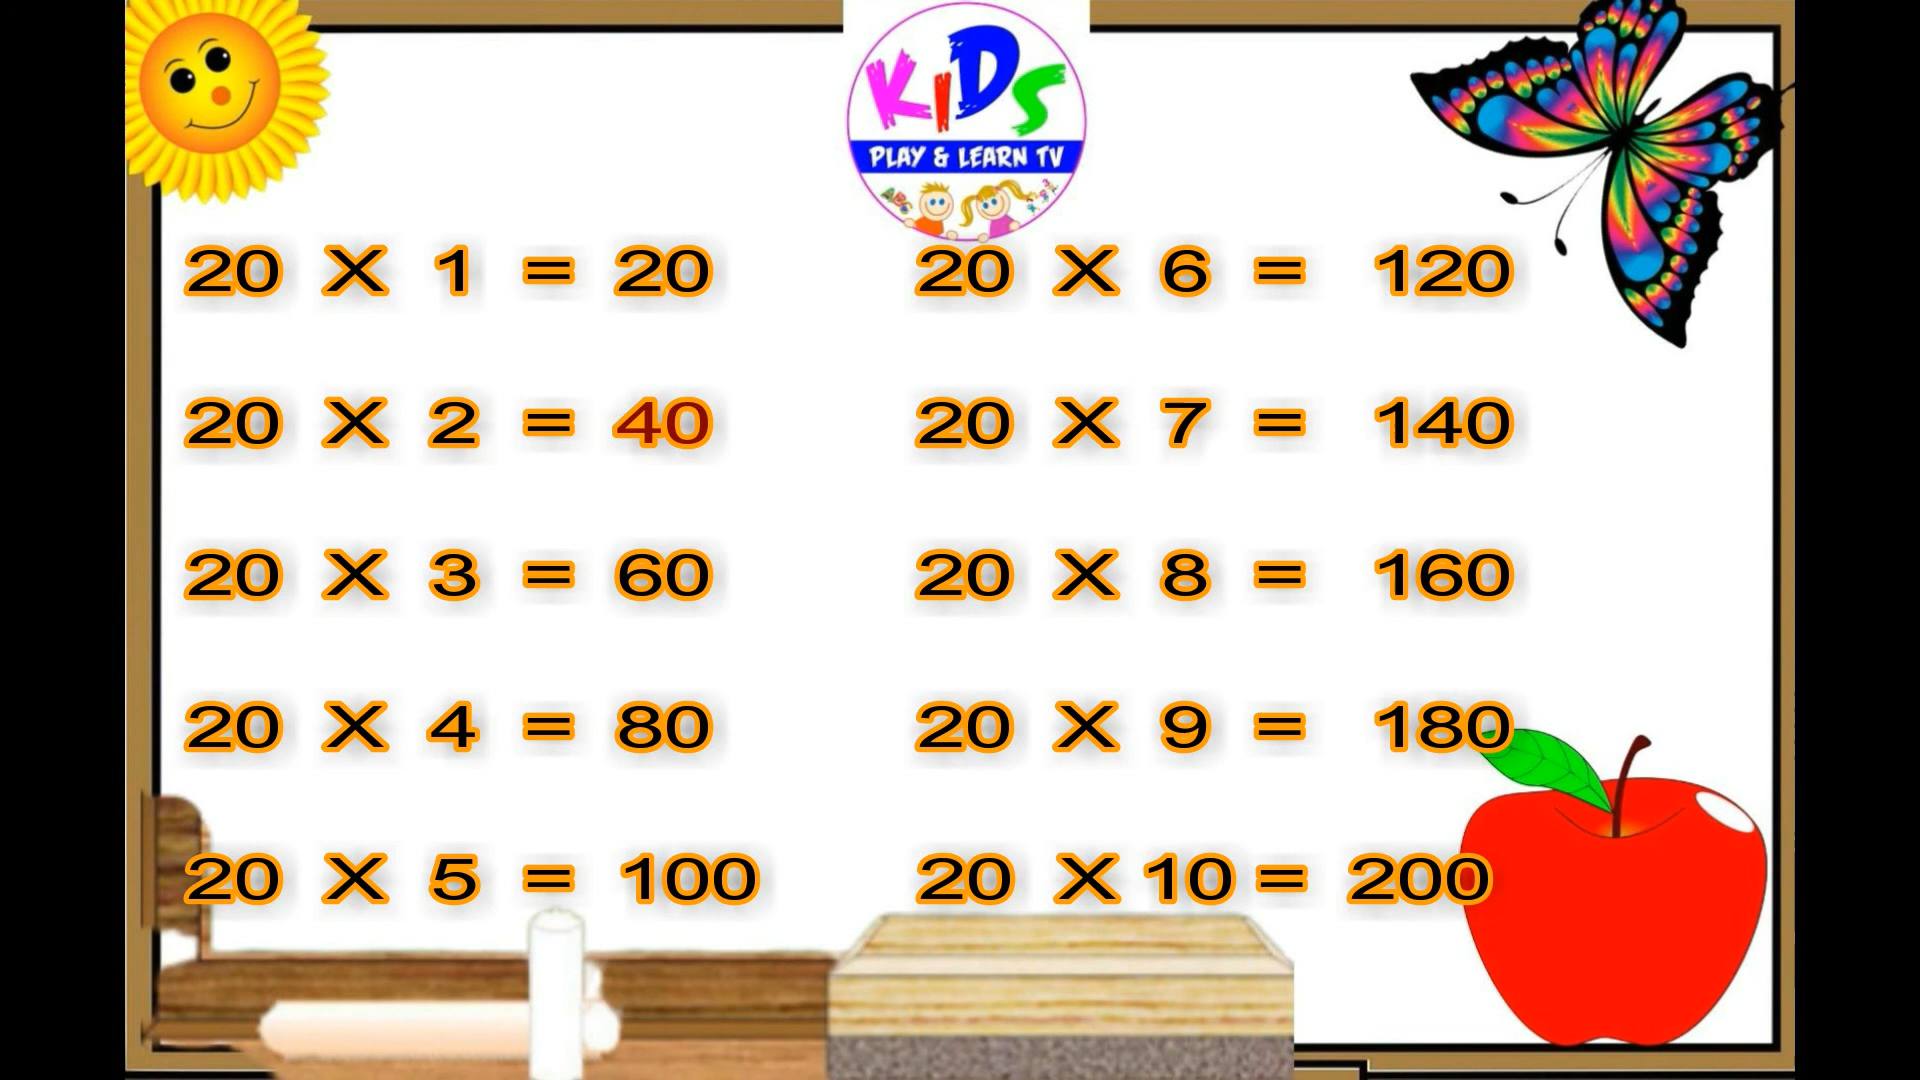 KiDS
PLAY & LEARN TV
ABC
20 X 1 = 20
20 X 2 = 40
20 X 3 = 60
20 X 4 = 80
20 X 5 = 100
20 X 6 = 120
20 X 7 = 140
20 X 8 = 160
20 X 9 = 180
20 X 10 = 200